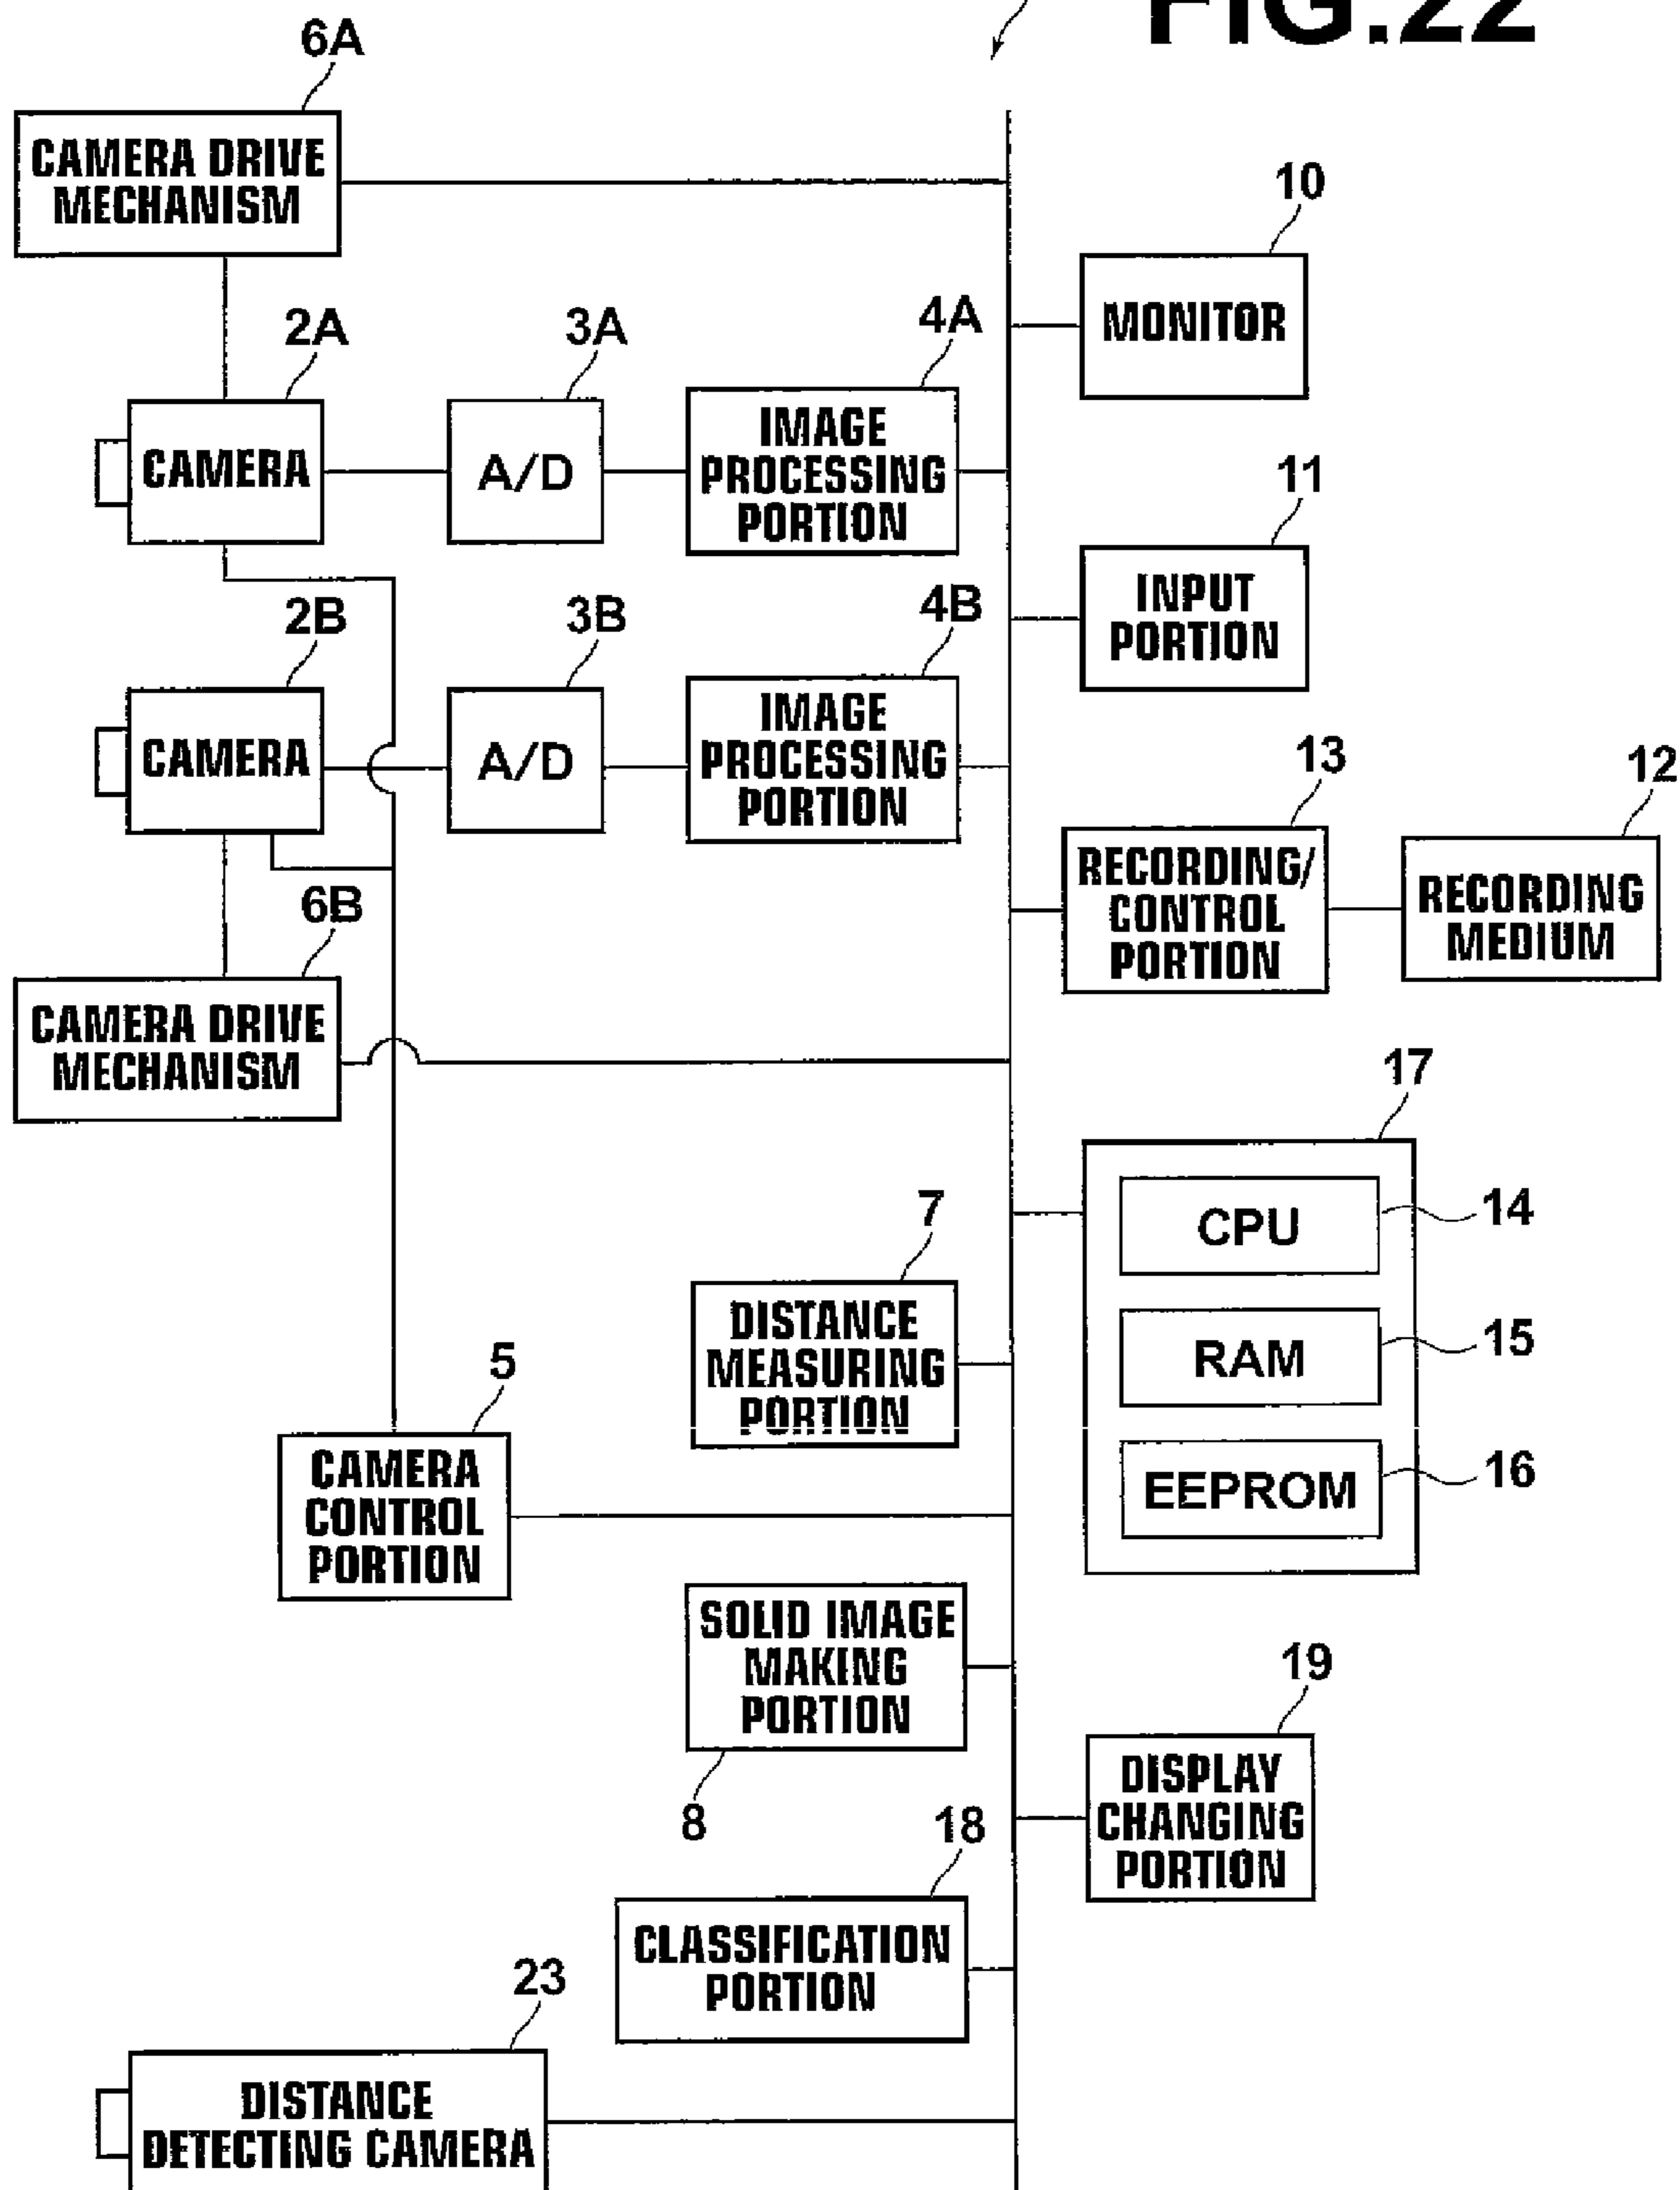 FIG.22
6A
CAMERA DRIVE
MECHANISM
10
MONITOR
2A
CAMERA
3A
A/D
4A
IMAGE
PROCESSING
PORTION
11
INPUT
PORTION
2B
CAMERA
3B
A/D
4B
IMAGE
PROCESSING
PORTION
13
RECORDING/
CONTROL
PORTION
12
RECORDING
MEDIUM
6B
CAMERA DRIVE
MECHANISM
17
CPU
14
RAM
15
EEPROM
16
7
DISTANCE
MEASURING
PORTION
5
CAMERA
CONTROL
PORTION
SOLID IMAGE
MAKING
PORTION
8
19
DISPLAY
CHANGING
PORTION
18
CLASSIFICATION
PORTION
23
DISTANCE
DETECTING CAMERA